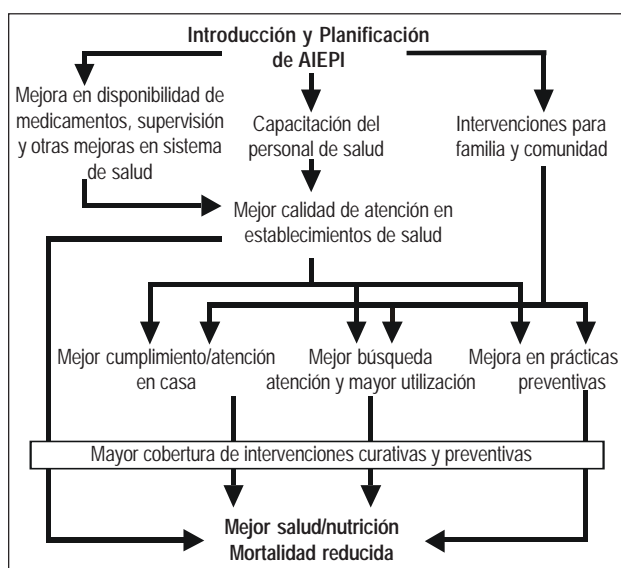 Introducción y Planificación
de AIEPI
Mejora en disponibilidad de
medicamentos, supervisión
y otras mejoras en sistema
de salud
Capacitación del
personal de salud
Intervenciones para
familia y comunidad
Mejor calidad de atención en
establecimientos de salud
Mejor cumplimiento/atención
en casa
Mejor búsqueda
atención y mayor utilización
Mejora en prácticas
preventivas
Mayor cobertura de intervenciones curativas y preventivas
Mejor salud/nutrición
Mortalidad reducida